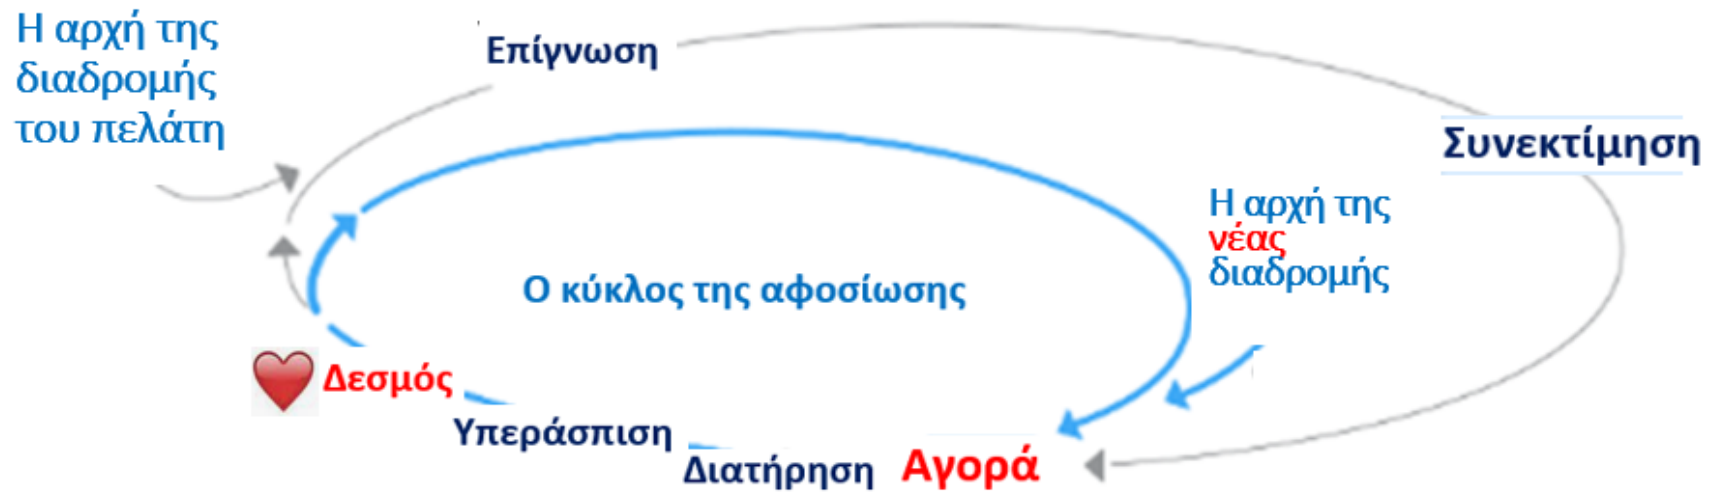 Η αρχή της
διαδρομής
του πελάτη
Επίγνωση
Συνεκτίμηση
Η αρχή της
νέας
διαδρομής
Ο κύκλος της αφοσίωσης
Δεσμός
Υπεράσπιση
Διατήρηση
Αγορά